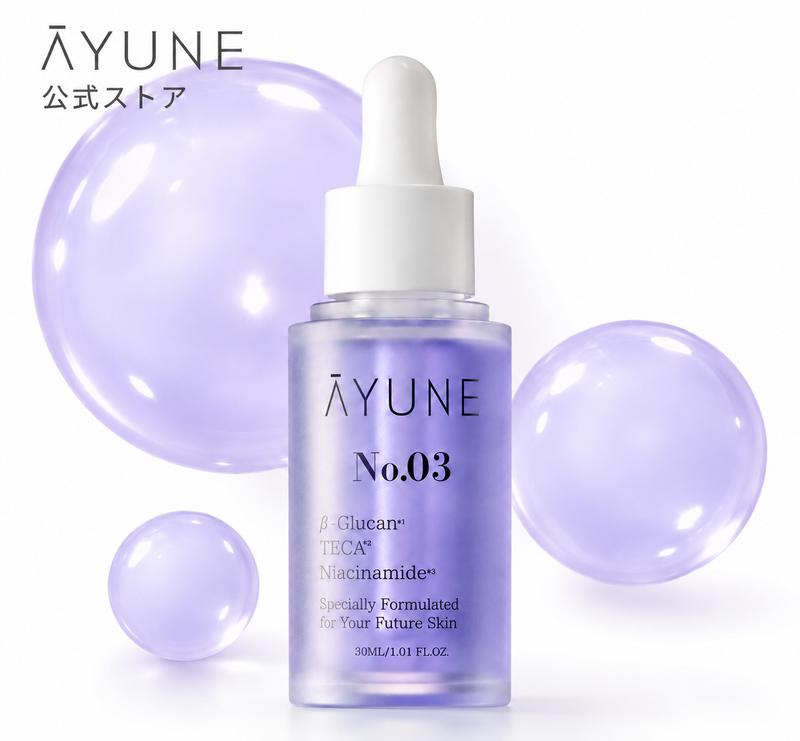 ĀYUNE
公式ストア
ĀYUNE
No.03
β-Glucan*1
TECA*2
Niacinamide*3
Specially Formulated
for Your Future Skin
30ML/1.01 FL.OZ.